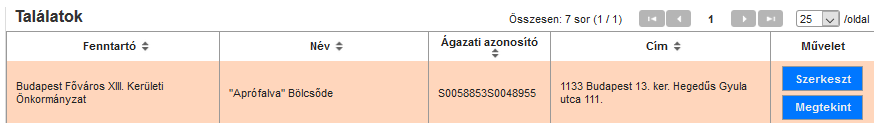 Találatok
Összesen: 7 sor (1 / 1) 1 25 /oldal
Fenntartó Név Ágazati azonosító Cím Művelet
Budapest Főváros XIII. Kerületi
Önkormányzat
"Aprófalva" Bölcsőde
S0058853S0048955
1133 Budapest 13. ker. Hegedűs Gyula
utca 111.
Szerkeszt
Megtekint